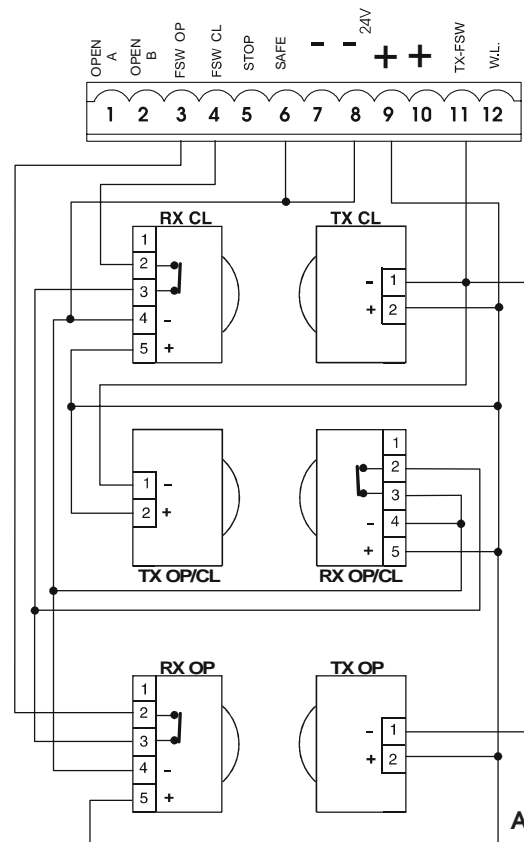 OPEN A
OPEN B
FSW OP
FSW CL
STOP
SAFE
-
-
24V
+
+
TX-FSW
W.L.
1 2 3 4 5 6 7 8 9 10 11 12
RX CL
1
2
3
4 -
5 +
TX CL
- 1
+ 2
TX OP/CL
1 -
2 +
RX OP/CL
1
2
3
- 4
+ 5
RX OP
1
2
3
4 -
5 +
TX OP
- 1
+ 2
A